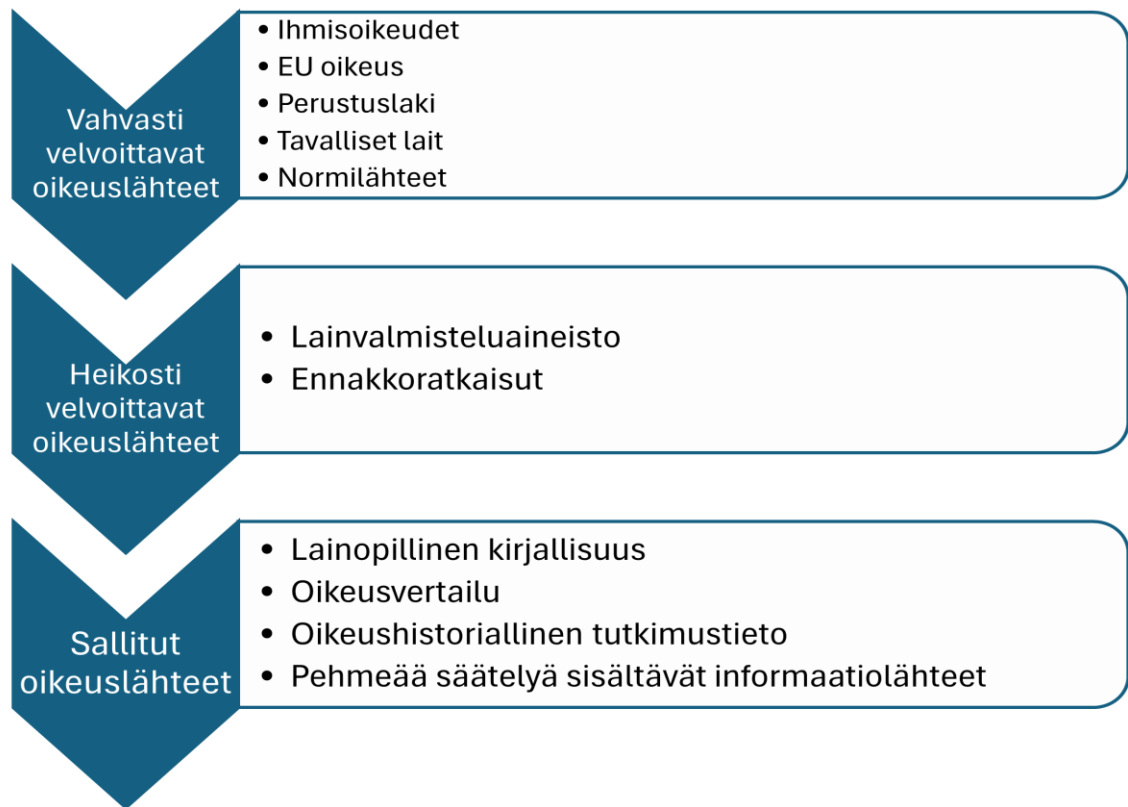 Vahvasti
velvoittavat
oikeuslähteet
• Ihmisoikeudet
• EU oikeus
• Perustuslaki
• Tavalliset lait
• Normilähteet
Heikosti
velvoittavat
oikeuslähteet
• Lainvalmisteluaineisto
• Ennakkoratkaisut
Sallitut
oikeuslähteet
• Lainopillinen kirjallisuus
• Oikeusvertailu
• Oikeushistoriallinen tutkimustieto
• Pehmeää säätelyä sisältävät informaatiolähteet